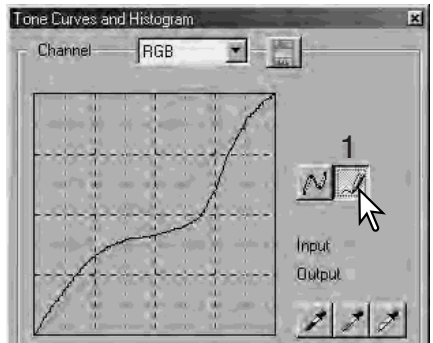 Tone Curves and Histogram
Channel
RGB
1
Input
Output